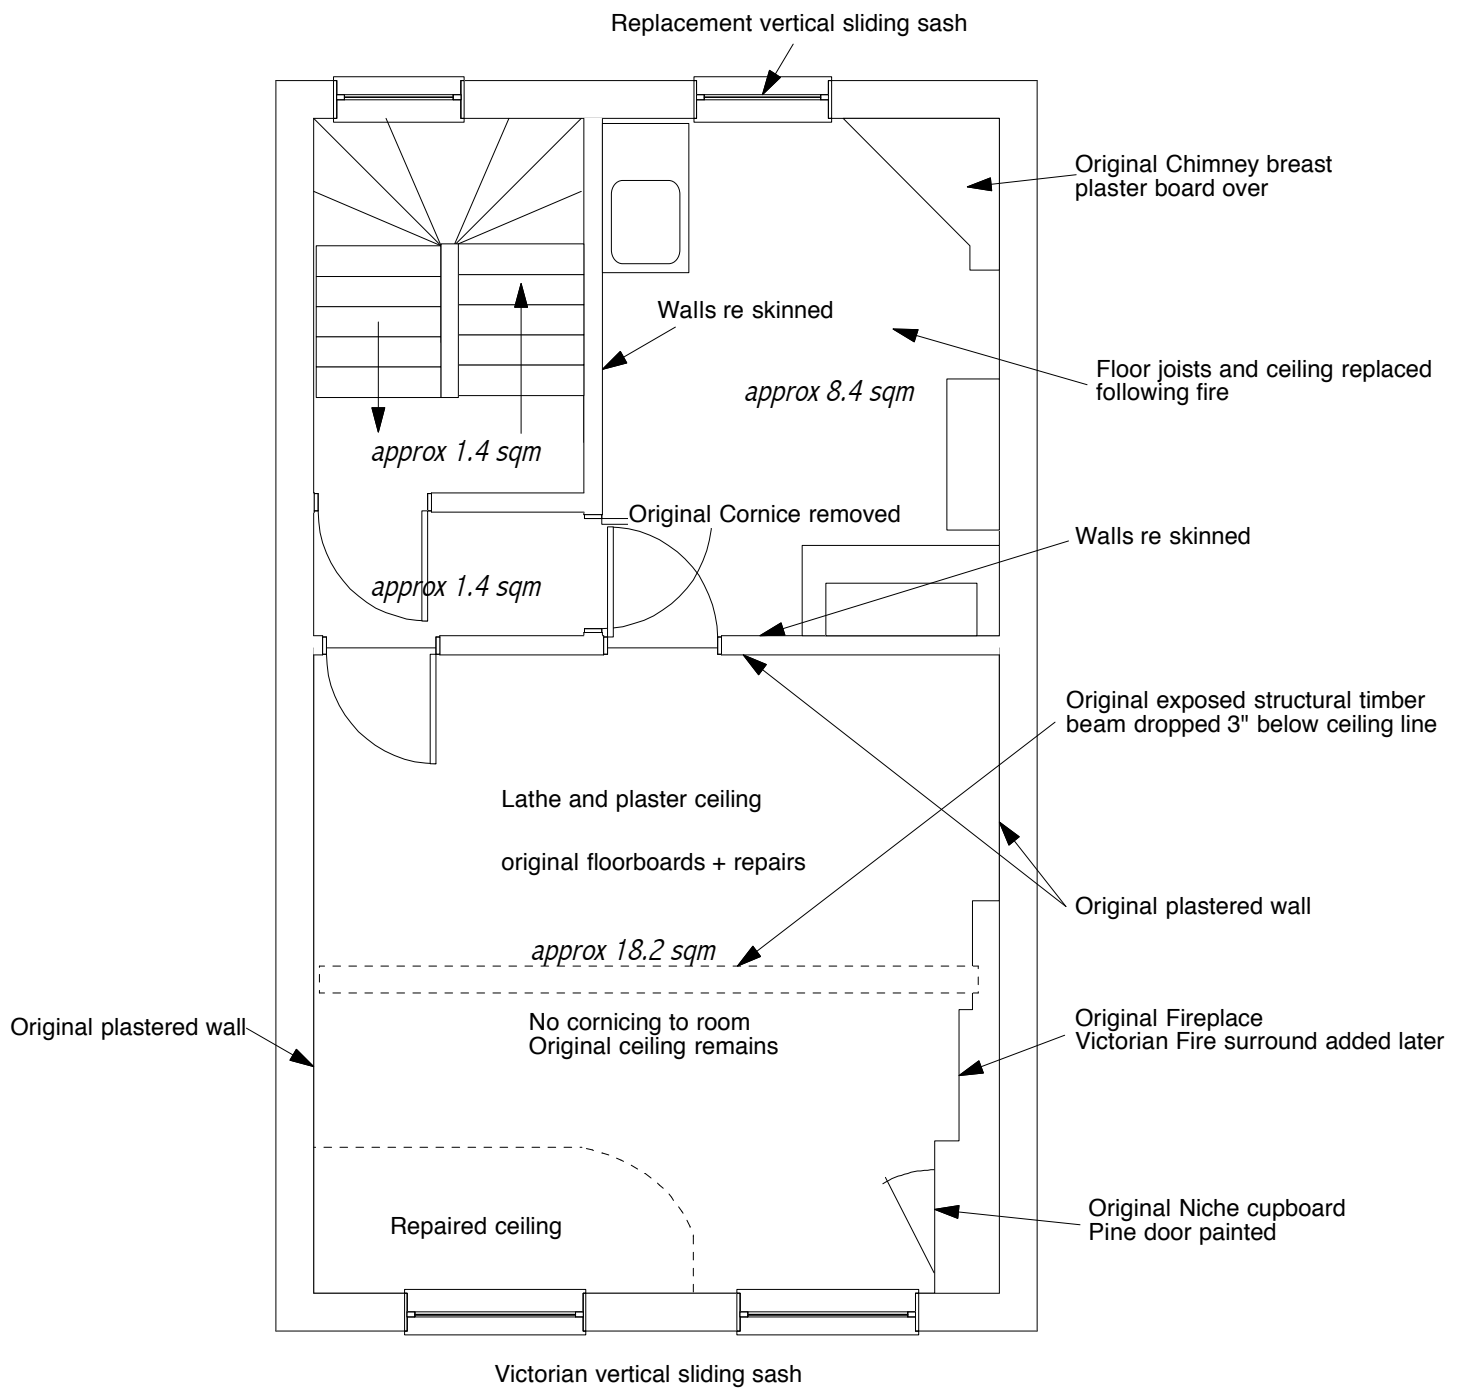 Replacement vertical sliding sash
Original Chimney breast
plaster board over
Walls re skinned
Floor joists and ceiling replaced
following fire
approx 8.4 sqm
approx 1.4 sqm
Original Cornice removed
Walls re skinned
approx 1.4 sqm
Original exposed structural timber
beam dropped 3" below ceiling line
Lathe and plaster ceiling
original floorboards + repairs
Original plastered wall
approx 18.2 sqm
No cornicing to room
Original ceiling remains
Original plastered wall
Original Fireplace
Victorian Fire surround added later
Repaired ceiling
Original Niche cupboard
Pine door painted
Victorian vertical sliding sash